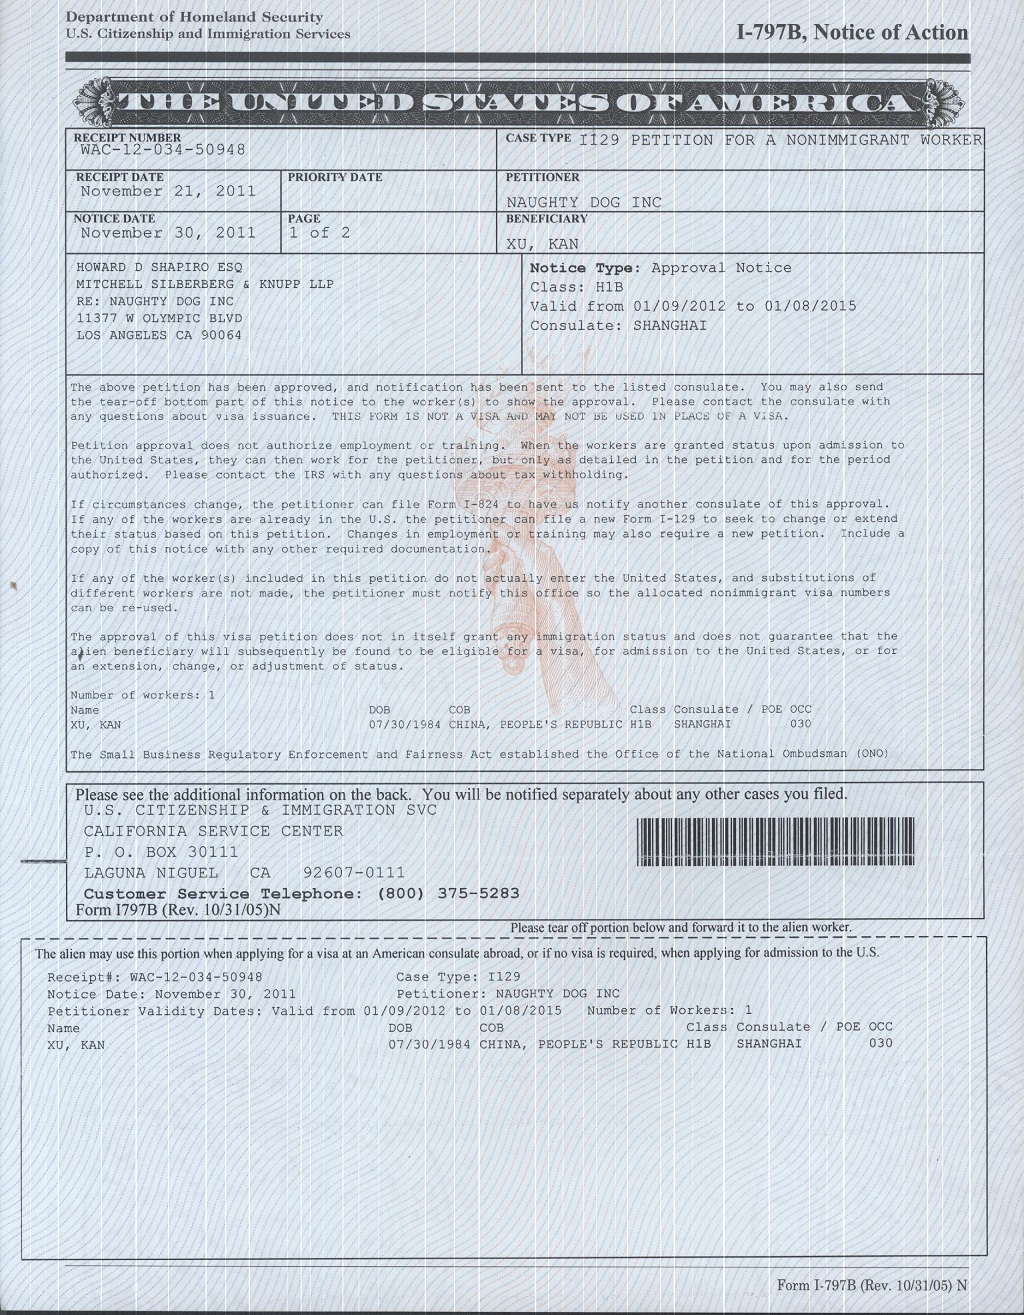 Department of Homeland Security
U.S. Citizenship and Immigration Services
I-797B, Notice of Action
THE UNITED STATES OF AMERICA
RECEIPT NUMBER
WAC-12-034-50948
CASE TYPE I129 PETITION FOR A NONIMMIGRANT WORKER
RECEIPT DATE
November 21, 2011
PRIORITY DATE
PETITIONER
NAUGHTY DOG INC
NOTICE DATE
November 30, 2011
PAGE
1 of 2
BENEFICIARY
XU, KAN
HOWARD D SHAPIRO ESQ
MITCHELL SILBERBERG & KNUPP LLP
RE: NAUGHTY DOG INC
11377 W OLYMPIC BLVD
LOS ANGELES CA 90064
Notice Type: Approval Notice
Class: H1B
Valid from 01/09/2012 to 01/08/2015
Consulate: SHANGHAI
The above petition has been approved, and notification has been sent to the listed consulate. You may also send
the tear-off bottom part of this notice to the worker(s) to show the approval. Please contact the consulate with
any questions about visa issuance. THIS FORM IS NOT A VISA AND MAY NOT BE USED IN PLACE OF A VISA.
Petition approval does not authorize employment or training. When the workers are granted status upon admission to
the United States, they can then work for the petitioner, but only as detailed in the petition and for the period
authorized. Please contact the IRS with any questions about tax withholding.
If circumstances change, the petitioner can file Form I-824 to have us notify another consulate of this approval.
If any of the workers are already in the U.S. the petitioner can file a new Form I-129 to seek to change or extend
their status based on this petition. Changes in employment or training may also require a new petition. Include a
copy of this notice with any other required documentation.
If any of the worker(s) included in this petition do not actually enter the United States, and substitutions of
different workers are not made, the petitioner must notify this office so the allocated nonimmigrant visa numbers
can be re-used.
The approval of this visa petition does not in itself grant any immigration status and does not guarantee that the
alien beneficiary will subsequently be found to be eligible for a visa, for admission to the United States, or for
an extension, change, or adjustment of status.
Number of workers: 1
Name DOB COB Class Consulate / POE OCC
XU, KAN 07/30/1984 CHINA, PEOPLE'S REPUBLIC H1B SHANGHAI 030
The Small Business Regulatory Enforcement and Fairness Act established the Office of the National Ombudsman (ONO)
Please see the additional information on the back. You will be notified separately about any other cases you filed.
U.S. CITIZENSHIP & IMMIGRATION SVC
CALIFORNIA SERVICE CENTER
P. O. BOX 30111
LAGUNA NIGUEL CA 92607-0111
Customer Service Telephone: (800) 375-5283
Form I797B (Rev. 10/31/05)N
Please tear off portion below and forward it to the alien worker.
The alien may use this portion when applying for a visa at an American consulate abroad, or if no visa is required, when applying for admission to the U.S.
Receipt#: WAC-12-034-50948 Case Type: I129
Notice Date: November 30, 2011 Petitioner: NAUGHTY DOG INC
Petitioner Validity Dates: Valid from 01/09/2012 to 01/08/2015 Number of Workers: 1
Name DOB COB Class Consulate / POE OCC
XU, KAN 07/30/1984 CHINA, PEOPLE'S REPUBLIC H1B SHANGHAI 030
Form I-797B (Rev. 10/31/05) N